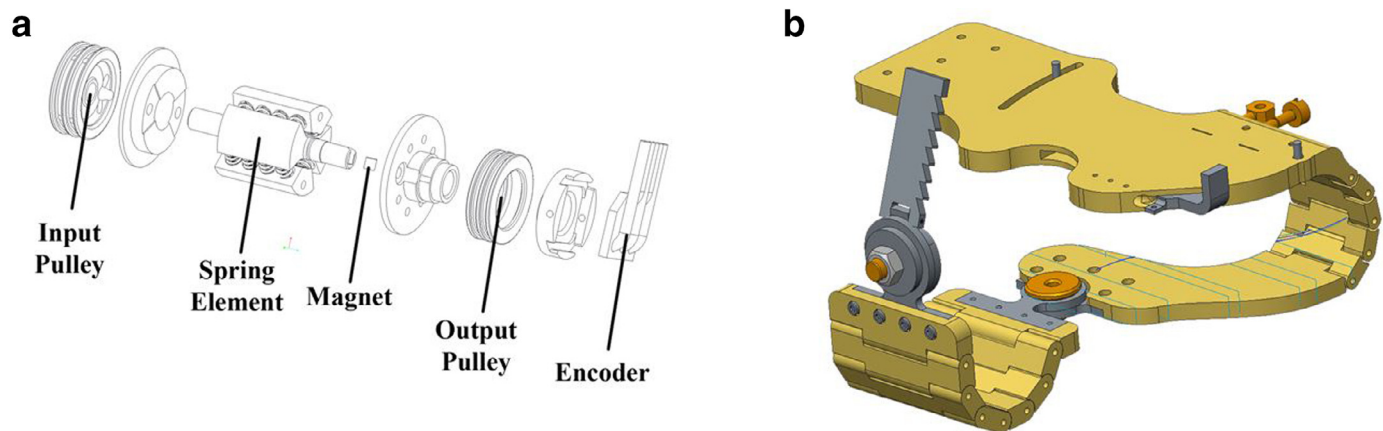 a
b
Input
Pulley
Spring
Element
Magnet
Output
Pulley
Encoder